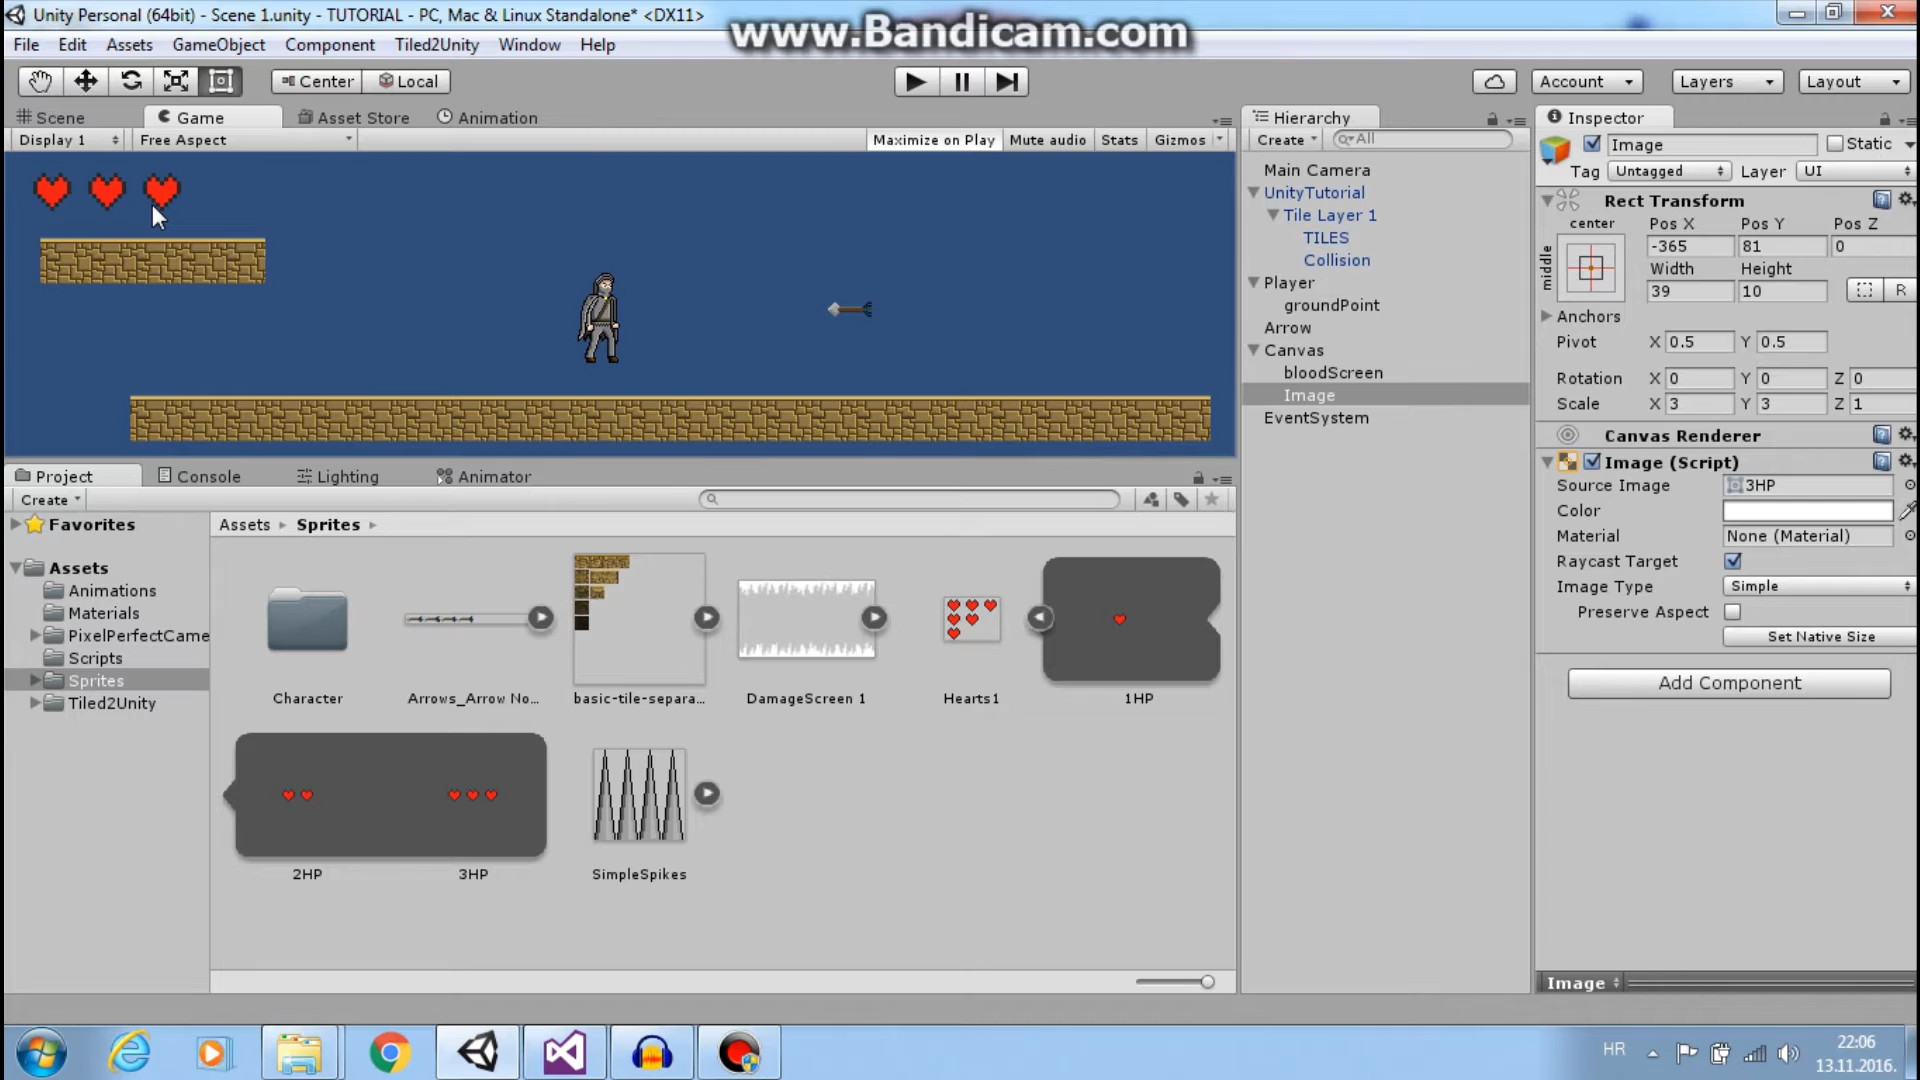 Unity Personal (64bit) - Scene 1.unity - TUTORIAL - PC, Mac & Linux Standalone* <DX11>
www.Bandicam.com
File Edit Assets GameObject Component Tiled2Unity Window Help
Center Local Account Layers Layout
Scene Game Asset Store Animation
Display 1 Free Aspect Maximize on Play Mute audio Stats Gizmos
Hierarchy
Create All
Main Camera
UnityTutorial
Tile Layer 1
TILES
Collision
Player
groundPoint
Arrow
Canvas
bloodScreen
Image
EventSystem
Inspector
Image Static
Tag Untagged Layer UI
Rect Transform
center Pos X Pos Y Pos Z
middle
-365 81 0
Width Height
39 10 R
Anchors
Pivot X 0.5 Y 0.5
Rotation X 0 Y 0 Z 0
Scale X 3 Y 3 Z 1
Canvas Renderer
Image (Script)
Source Image 3HP
Color
Material None (Material)
Raycast Target
Image Type Simple
Preserve Aspect
Set Native Size
Add Component
Image
Project Console Lighting Animator
Create
Favorites
Assets
Animations
Materials
PixelPerfectCame
Scripts
Sprites
Tiled2Unity
Assets Sprites
Character Arrows_Arrow No... basic-tile-separa... DamageScreen 1 Hearts1 1HP
2HP 3HP SimpleSpikes
HR 22:06
13.11.2016.